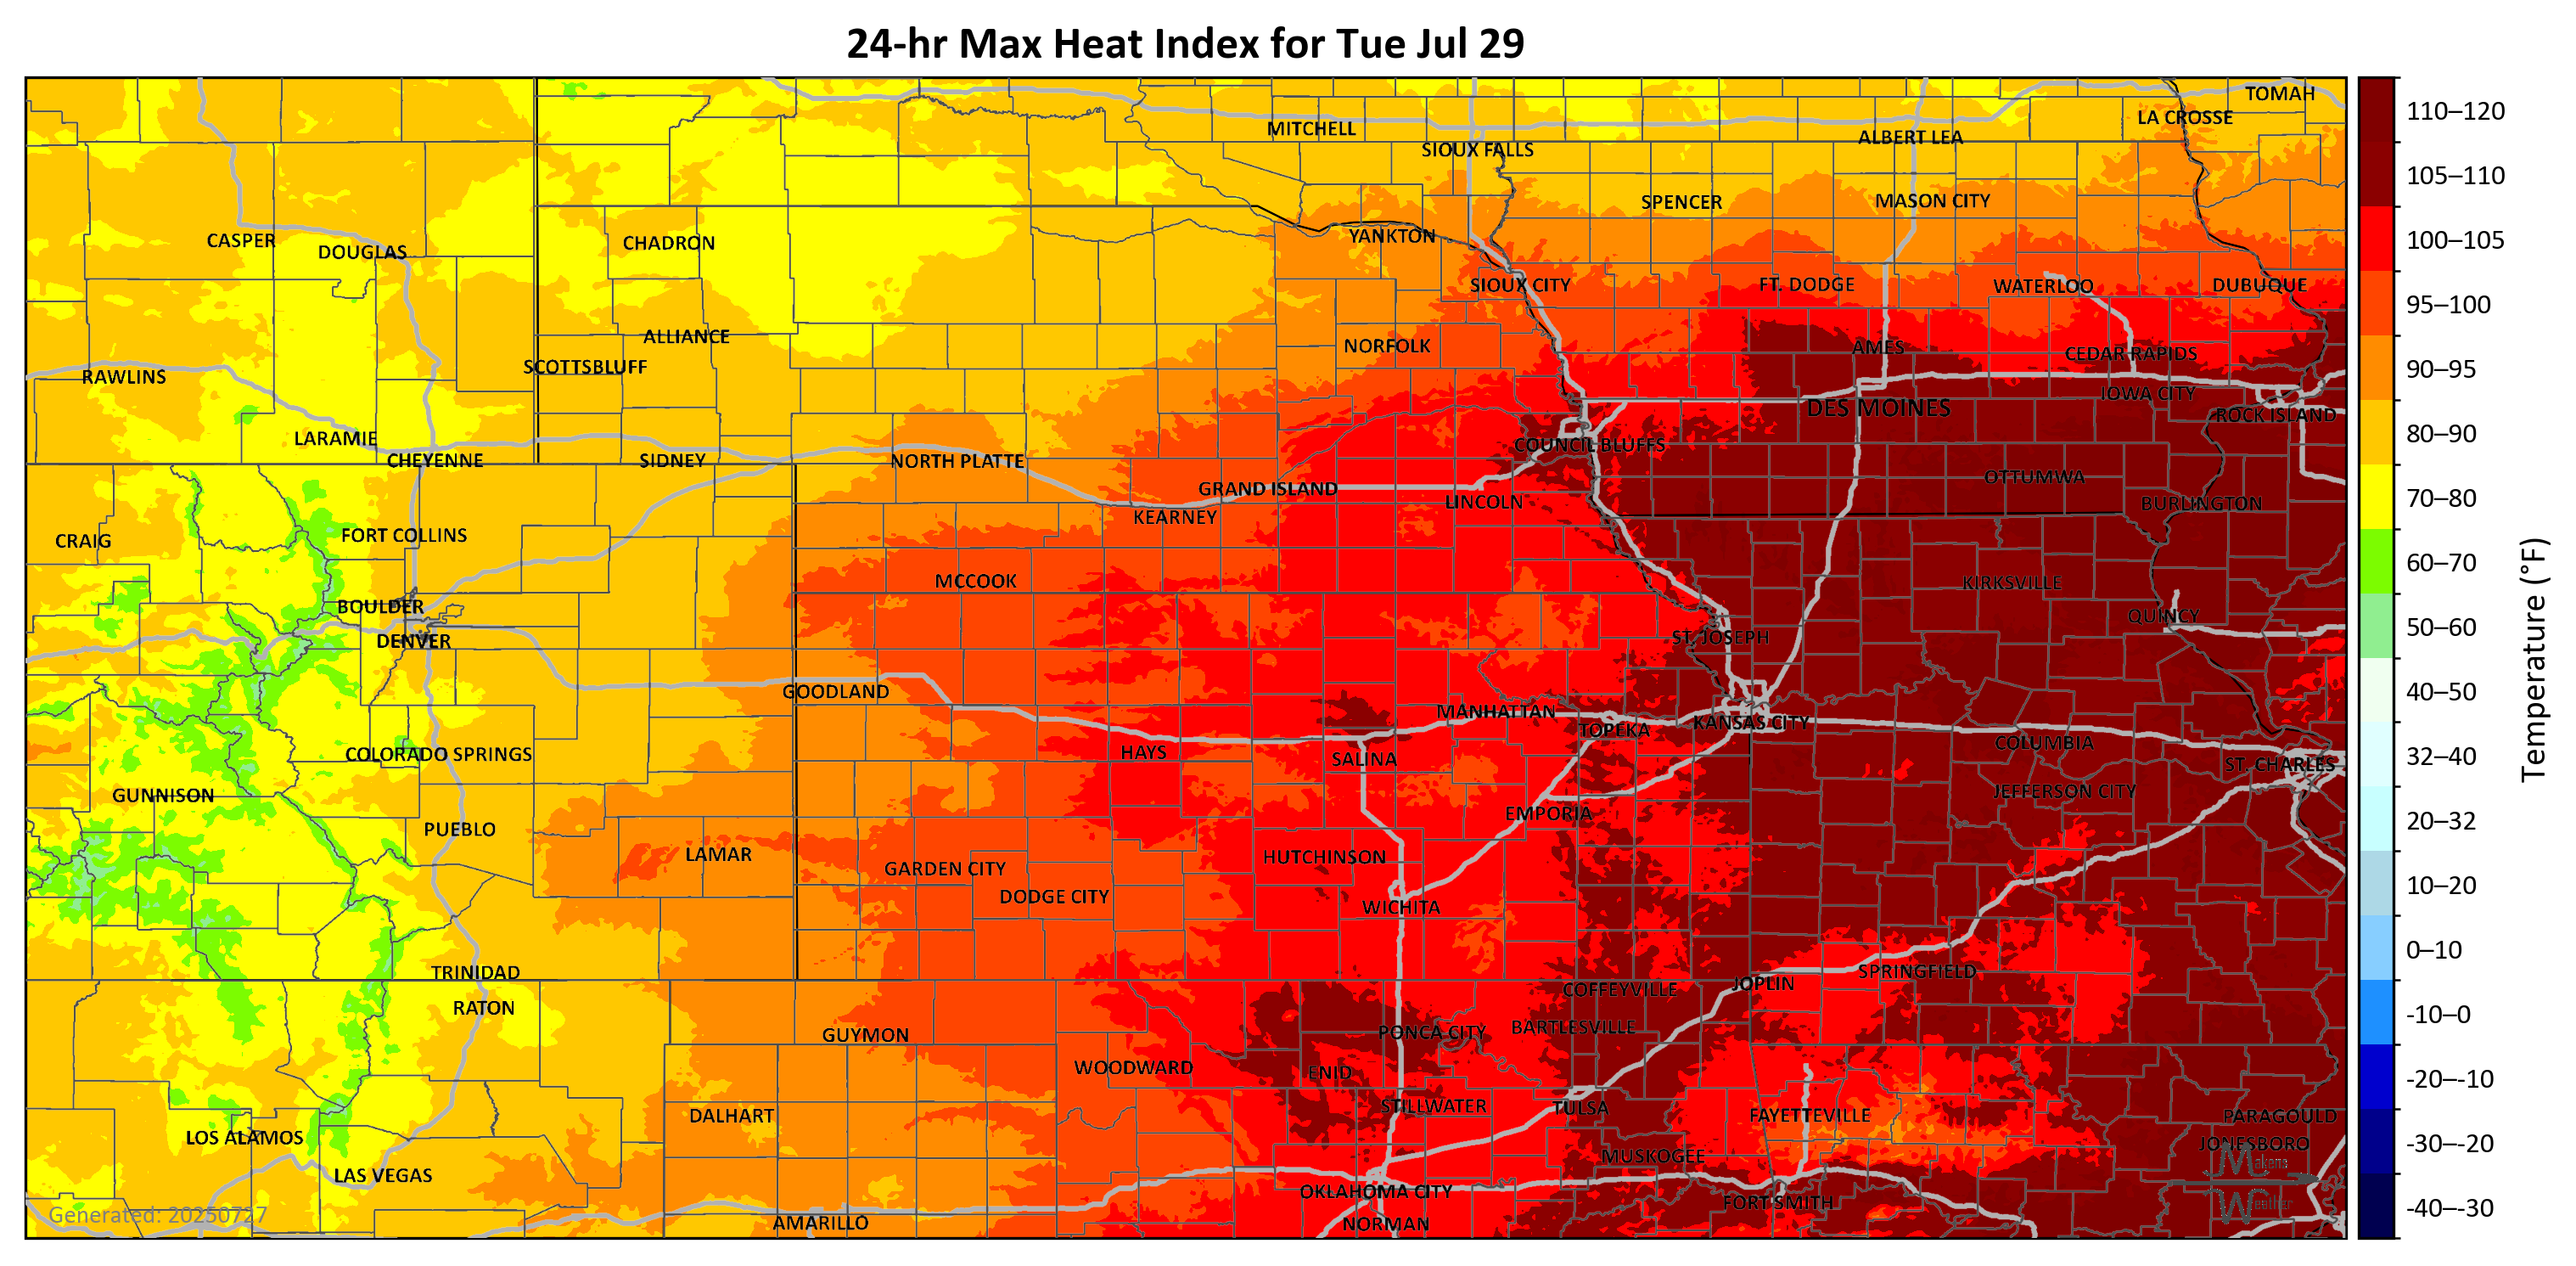 24-hr Max Heat Index for Tue Jul 29
TOMAH
LA CROSSE
MITCHELL
ALBERT LEA
SIOUX FALLS
SPENCER
MASON CITY
CASPER
DOUGLAS
CHADRON
YANKTON
SIOUX CITY
FT. DODGE
WATERLOO
DUBUQUE
ALLIANCE
NORFOLK
AMES
CEDAR RAPIDS
SCOTTSBLUFF
RAWLINS
IOWA CITY
DES MOINES
ROCK ISLAND
LARAMIE
COUNCIL BLUFFS
CHEYENNE
SIDNEY
NORTH PLATTE
OTTUMWA
GRAND ISLAND
LINCOLN
BURLINGTON
KEARNEY
CRAIG
FORT COLLINS
MCCOOK
KIRKSVILLE
BOULDER
QUINCY
DENVER
ST. JOSEPH
GOODLAND
MANHATTAN
KANSAS CITY
TOPEKA
COLUMBIA
COLORADO SPRINGS
HAYS
SALINA
ST. CHARLES
GUNNISON
JEFFERSON CITY
EMPORIA
PUEBLO
LAMAR
HUTCHINSON
GARDEN CITY
DODGE CITY
WICHITA
TRINIDAD
SPRINGFIELD
JOPLIN
COFFEYVILLE
RATON
BARTLESVILLE
PONCA CITY
GUYMON
WOODWARD
ENID
STILLWATER
TULSA
DALHART
FAYETTEVILLE
PARAGOULD
LOS ALAMOS
JONESBORO
MUSKOGEE
LAS VEGAS
OKLAHOMA CITY
FORT SMITH
AMARILLO
NORMAN
Generated: 20250727
Makens
Weather
110–120
105–110
100–105
95–100
90–95
80–90
70–80
60–70
50–60
40–50
32–40
20–32
10–20
0–10
-10–0
-20–-10
-30–-20
-40–-30
Temperature (°F)